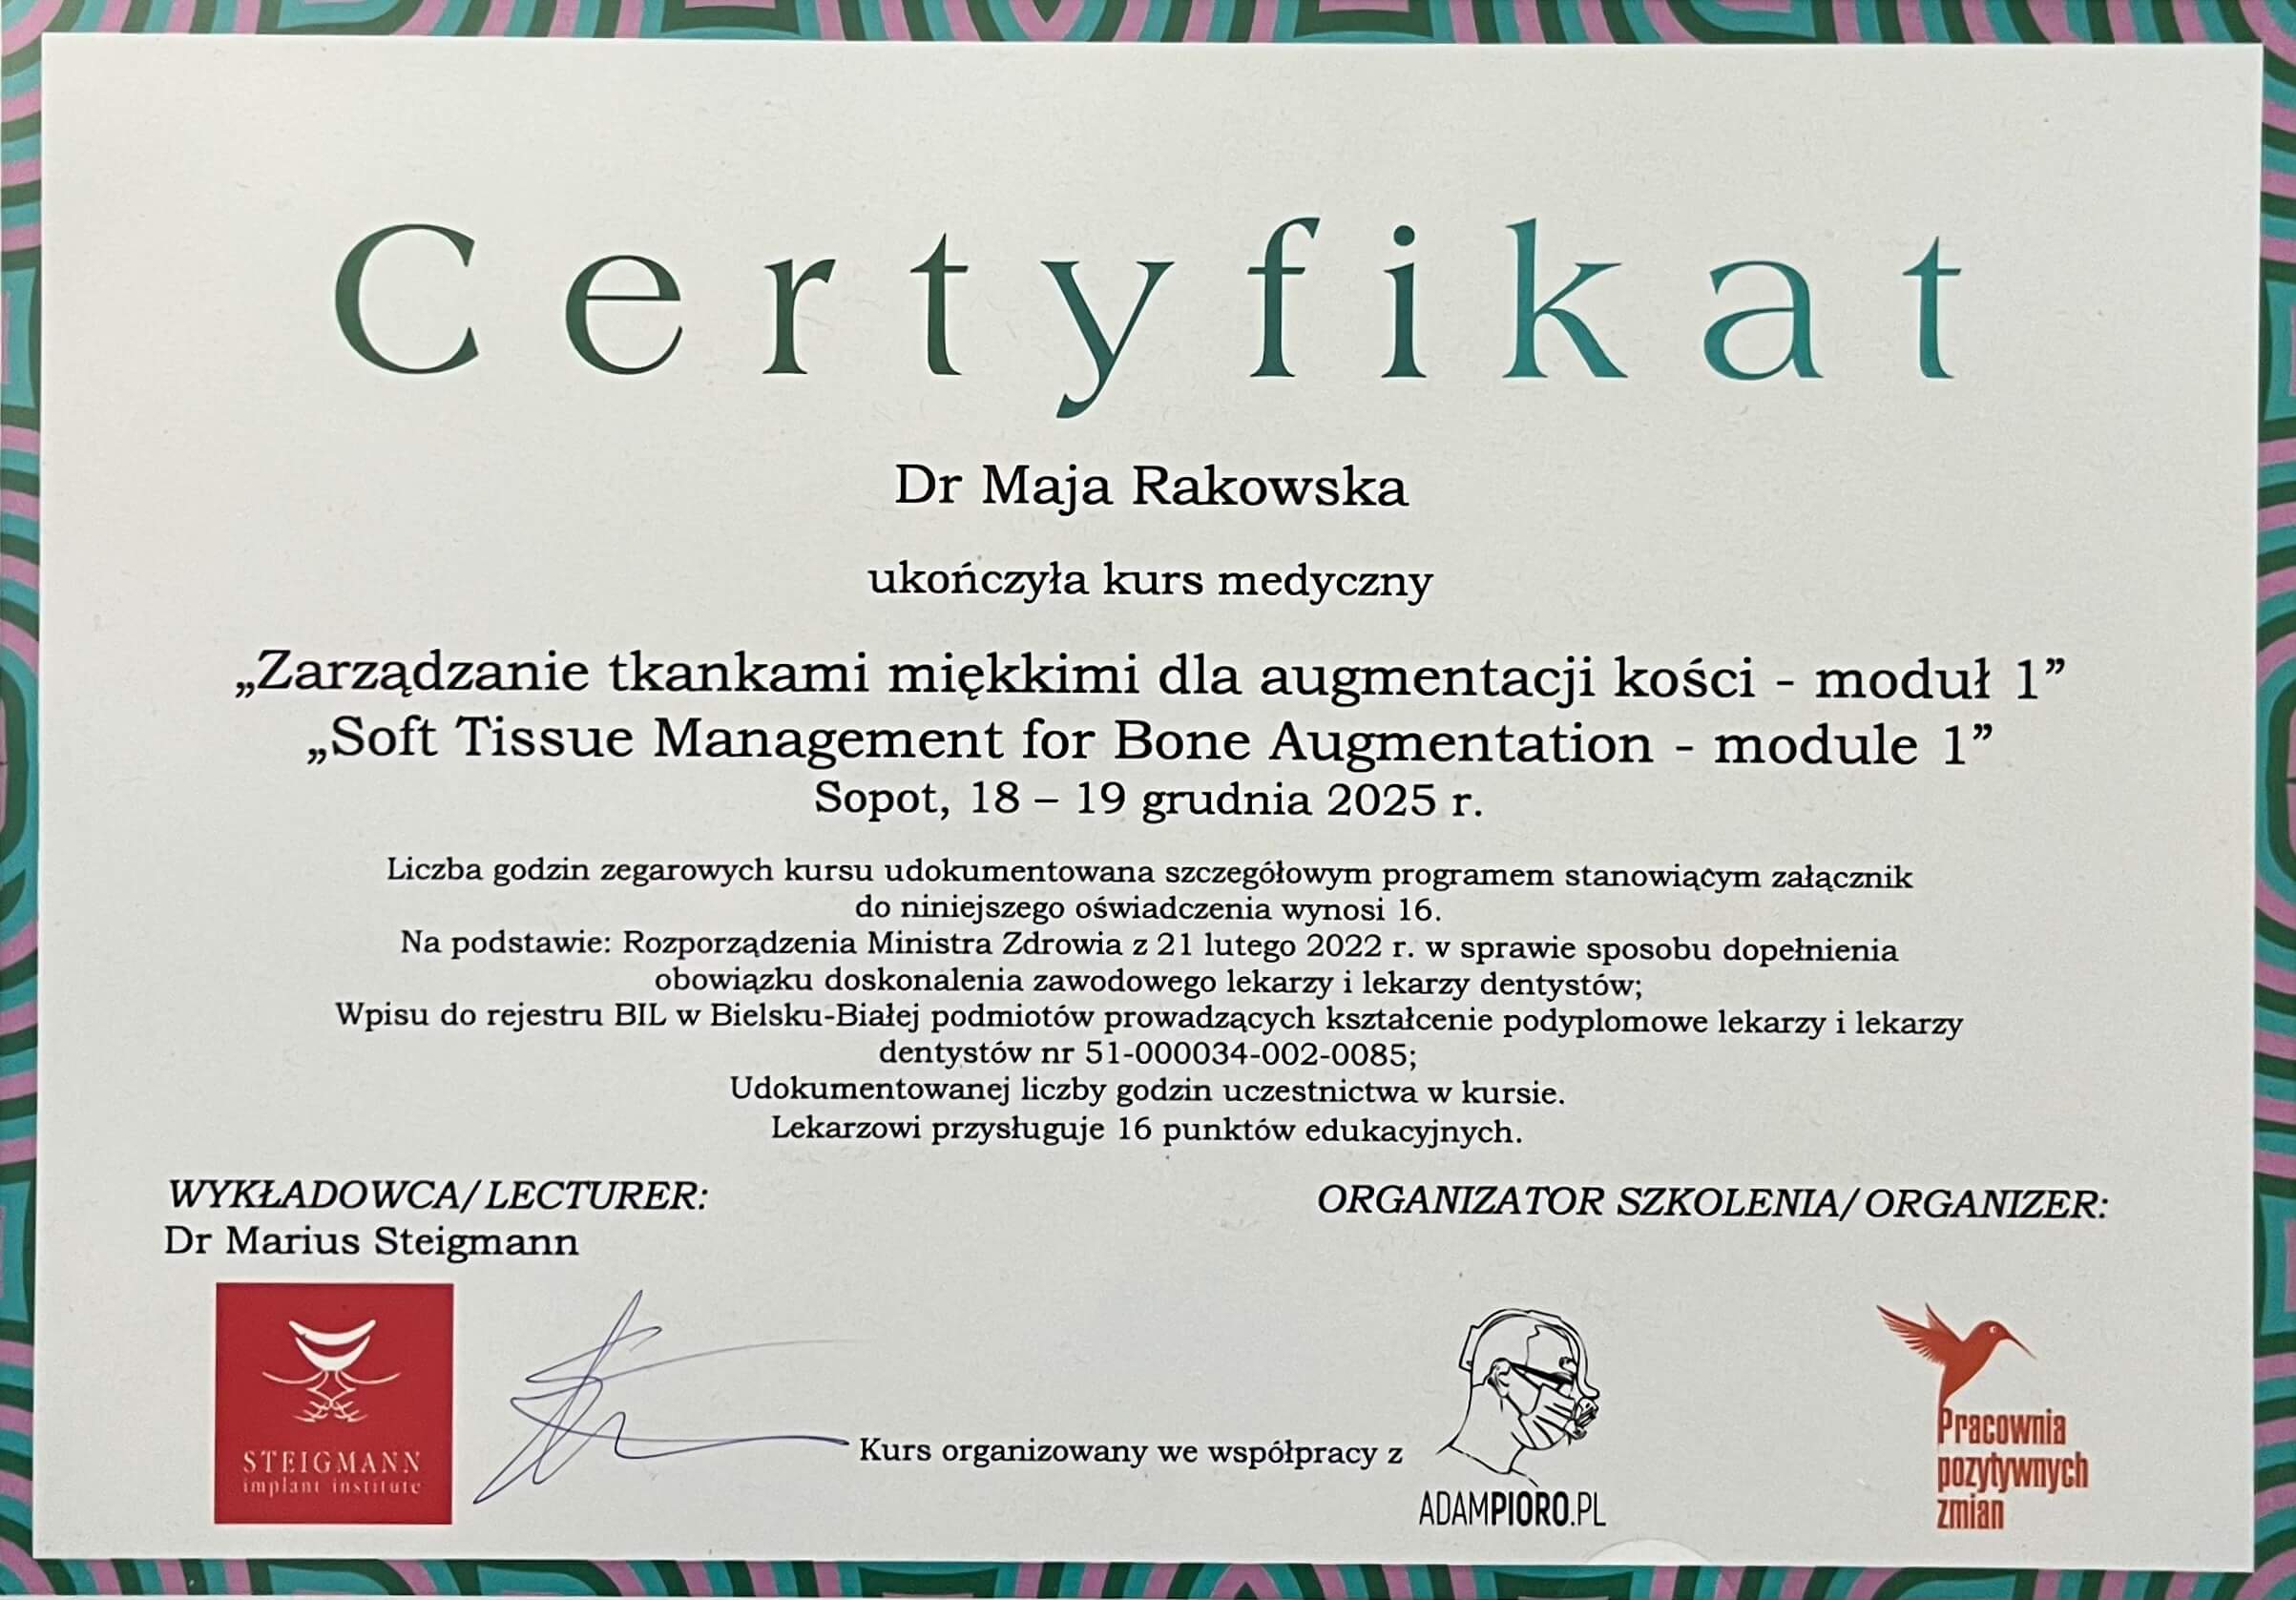 Certyfikat
Dr Maja Rakowska
ukończyła kurs medyczny
„Zarządzanie tkankami miękkimi dla augmentacji kości - moduł 1”
„Soft Tissue Management for Bone Augmentation - module 1”
Sopot, 18 – 19 grudnia 2025 r.
Liczba godzin zegarowych kursu udokumentowana szczegółowym programem stanowiącym załącznik
do niniejszego oświadczenia wynosi 16.
Na podstawie: Rozporządzenia Ministra Zdrowia z 21 lutego 2022 r. w sprawie sposobu dopełnienia
obowiązku doskonalenia zawodowego lekarzy i lekarzy dentystów;
Wpisu do rejestru BIL w Bielsku-Białej podmiotów prowadzących kształcenie podyplomowe lekarzy i lekarzy
dentystów nr 51-000034-002-0085;
Udokumentowanej liczby godzin uczestnictwa w kursie.
Lekarzowi przysługuje 16 punktów edukacyjnych.
WYKŁADOWCA/LECTURER:
Dr Marius Steigmann
STEIGMANN
implant institute
ORGANIZATOR SZKOLENIA/ORGANIZER:
Kurs organizowany we współpracy z
ADAMPIORO.PL
Pracownia
pozytywnych
zmian